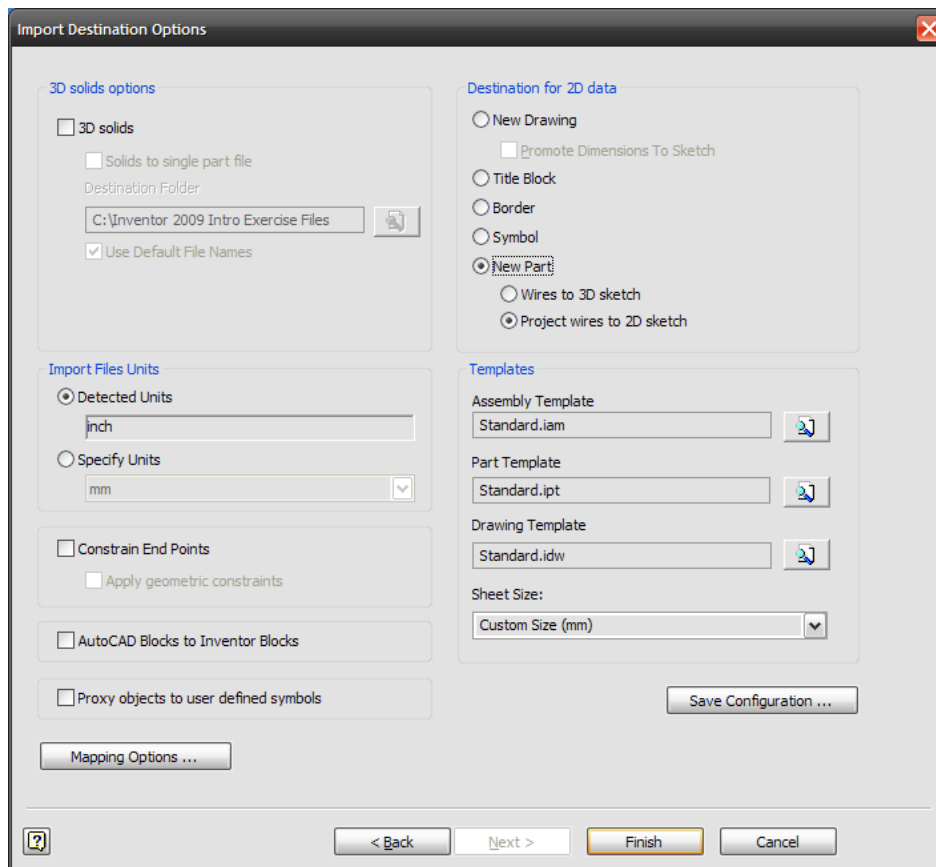 Import Destination Options
3D solids options
3D solids
Solids to single part file
Destination Folder
C:\Inventor 2009 Intro Exercise Files
Use Default File Names
Destination for 2D data
New Drawing
Promote Dimensions To Sketch
Title Block
Border
Symbol
New Part
Wires to 3D sketch
Project wires to 2D sketch
Import Files Units
Detected Units
inch
Specify Units
mm
Constrain End Points
Apply geometric constraints
AutoCAD Blocks to Inventor Blocks
Proxy objects to user defined symbols
Mapping Options ...
Templates
Assembly Template
Standard.iam
Part Template
Standard.ipt
Drawing Template
Standard.idw
Sheet Size:
Custom Size (mm)
Save Configuration ...
?
< Back
Next >
Finish
Cancel